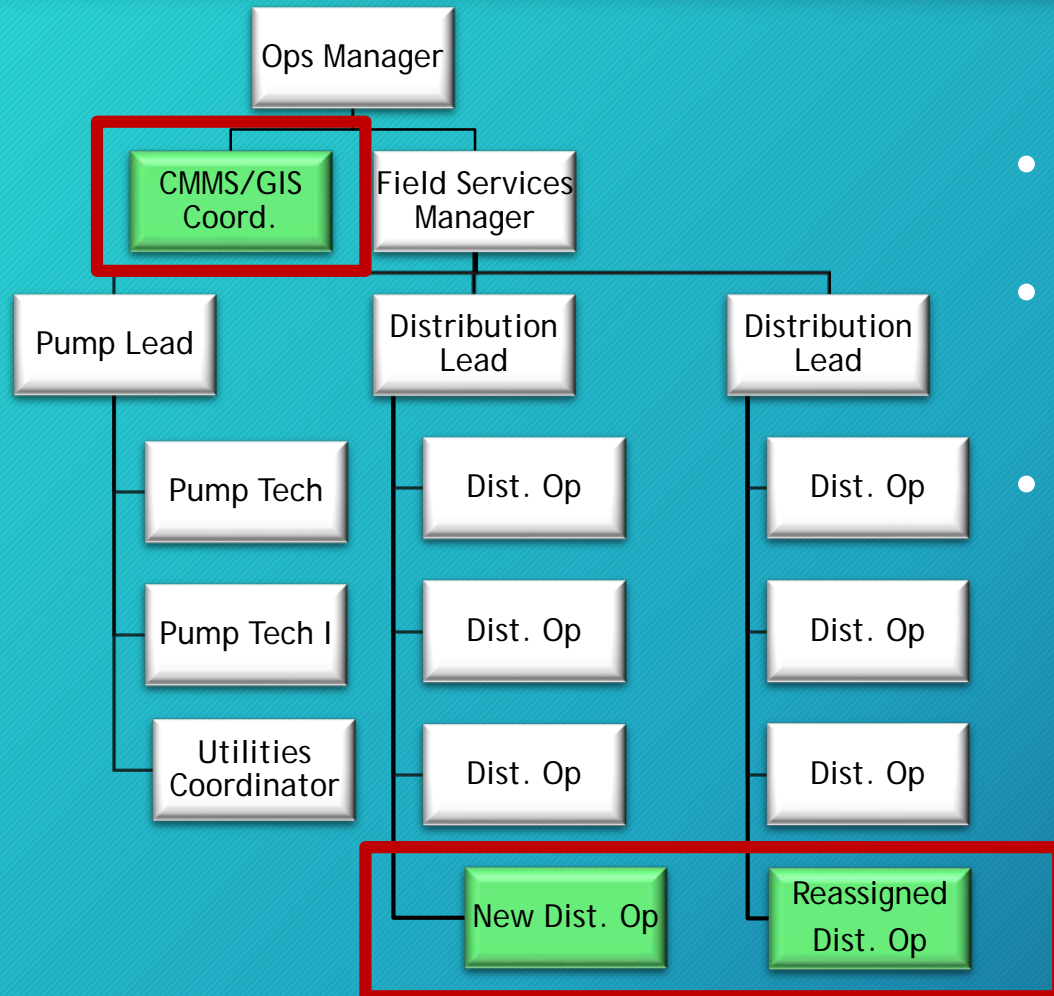 Ops Manager
CMMS/GIS
Coord.
Field Services
Manager
Pump Lead
Distribution
Lead
Distribution
Lead
Pump Tech
Dist. Op
Dist. Op
Pump Tech I
Dist. Op
Dist. Op
Utilities
Coordinator
Dist. Op
Dist. Op
New Dist. Op
Reassigned
Dist. Op